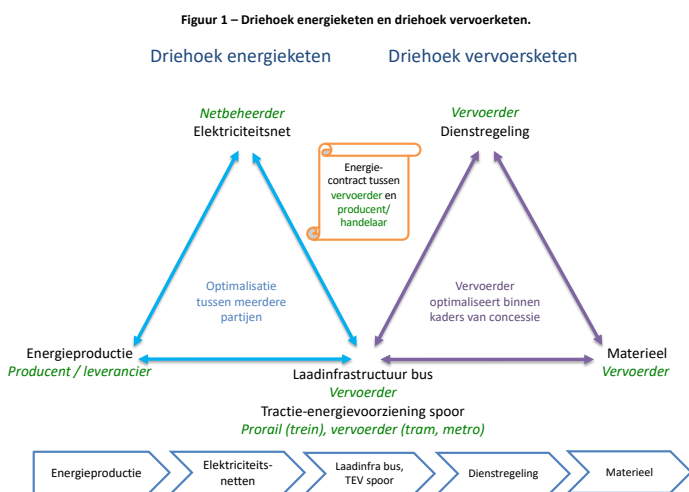 Figuur 1 – Driehoek energieketen en driehoek vervoerketen.
Driehoek energieketen
Driehoek vervoersketen
Netbeheerder
Elektriciteitsnet
Vervoerder
Dienstregeling
Energie-
contract tussen
vervoerder en
producent/
handelaar
Optimalisatie
tussen meerdere
partijen
Vervoerder
optimaliseert binnen
kaders van concessie
Energieproductie
Producent / leverancier
Laadinfrastuctuur bus
Vervoerder
Tractie-energievoorziening spoor
Prorail (trein), vervoerder (tram, metro)
Materieel
Vervoerder
Energieproductie
Elektriciteits-
netten
Laadinfra bus,
TEV spoor
Dienstregeling
Materieel